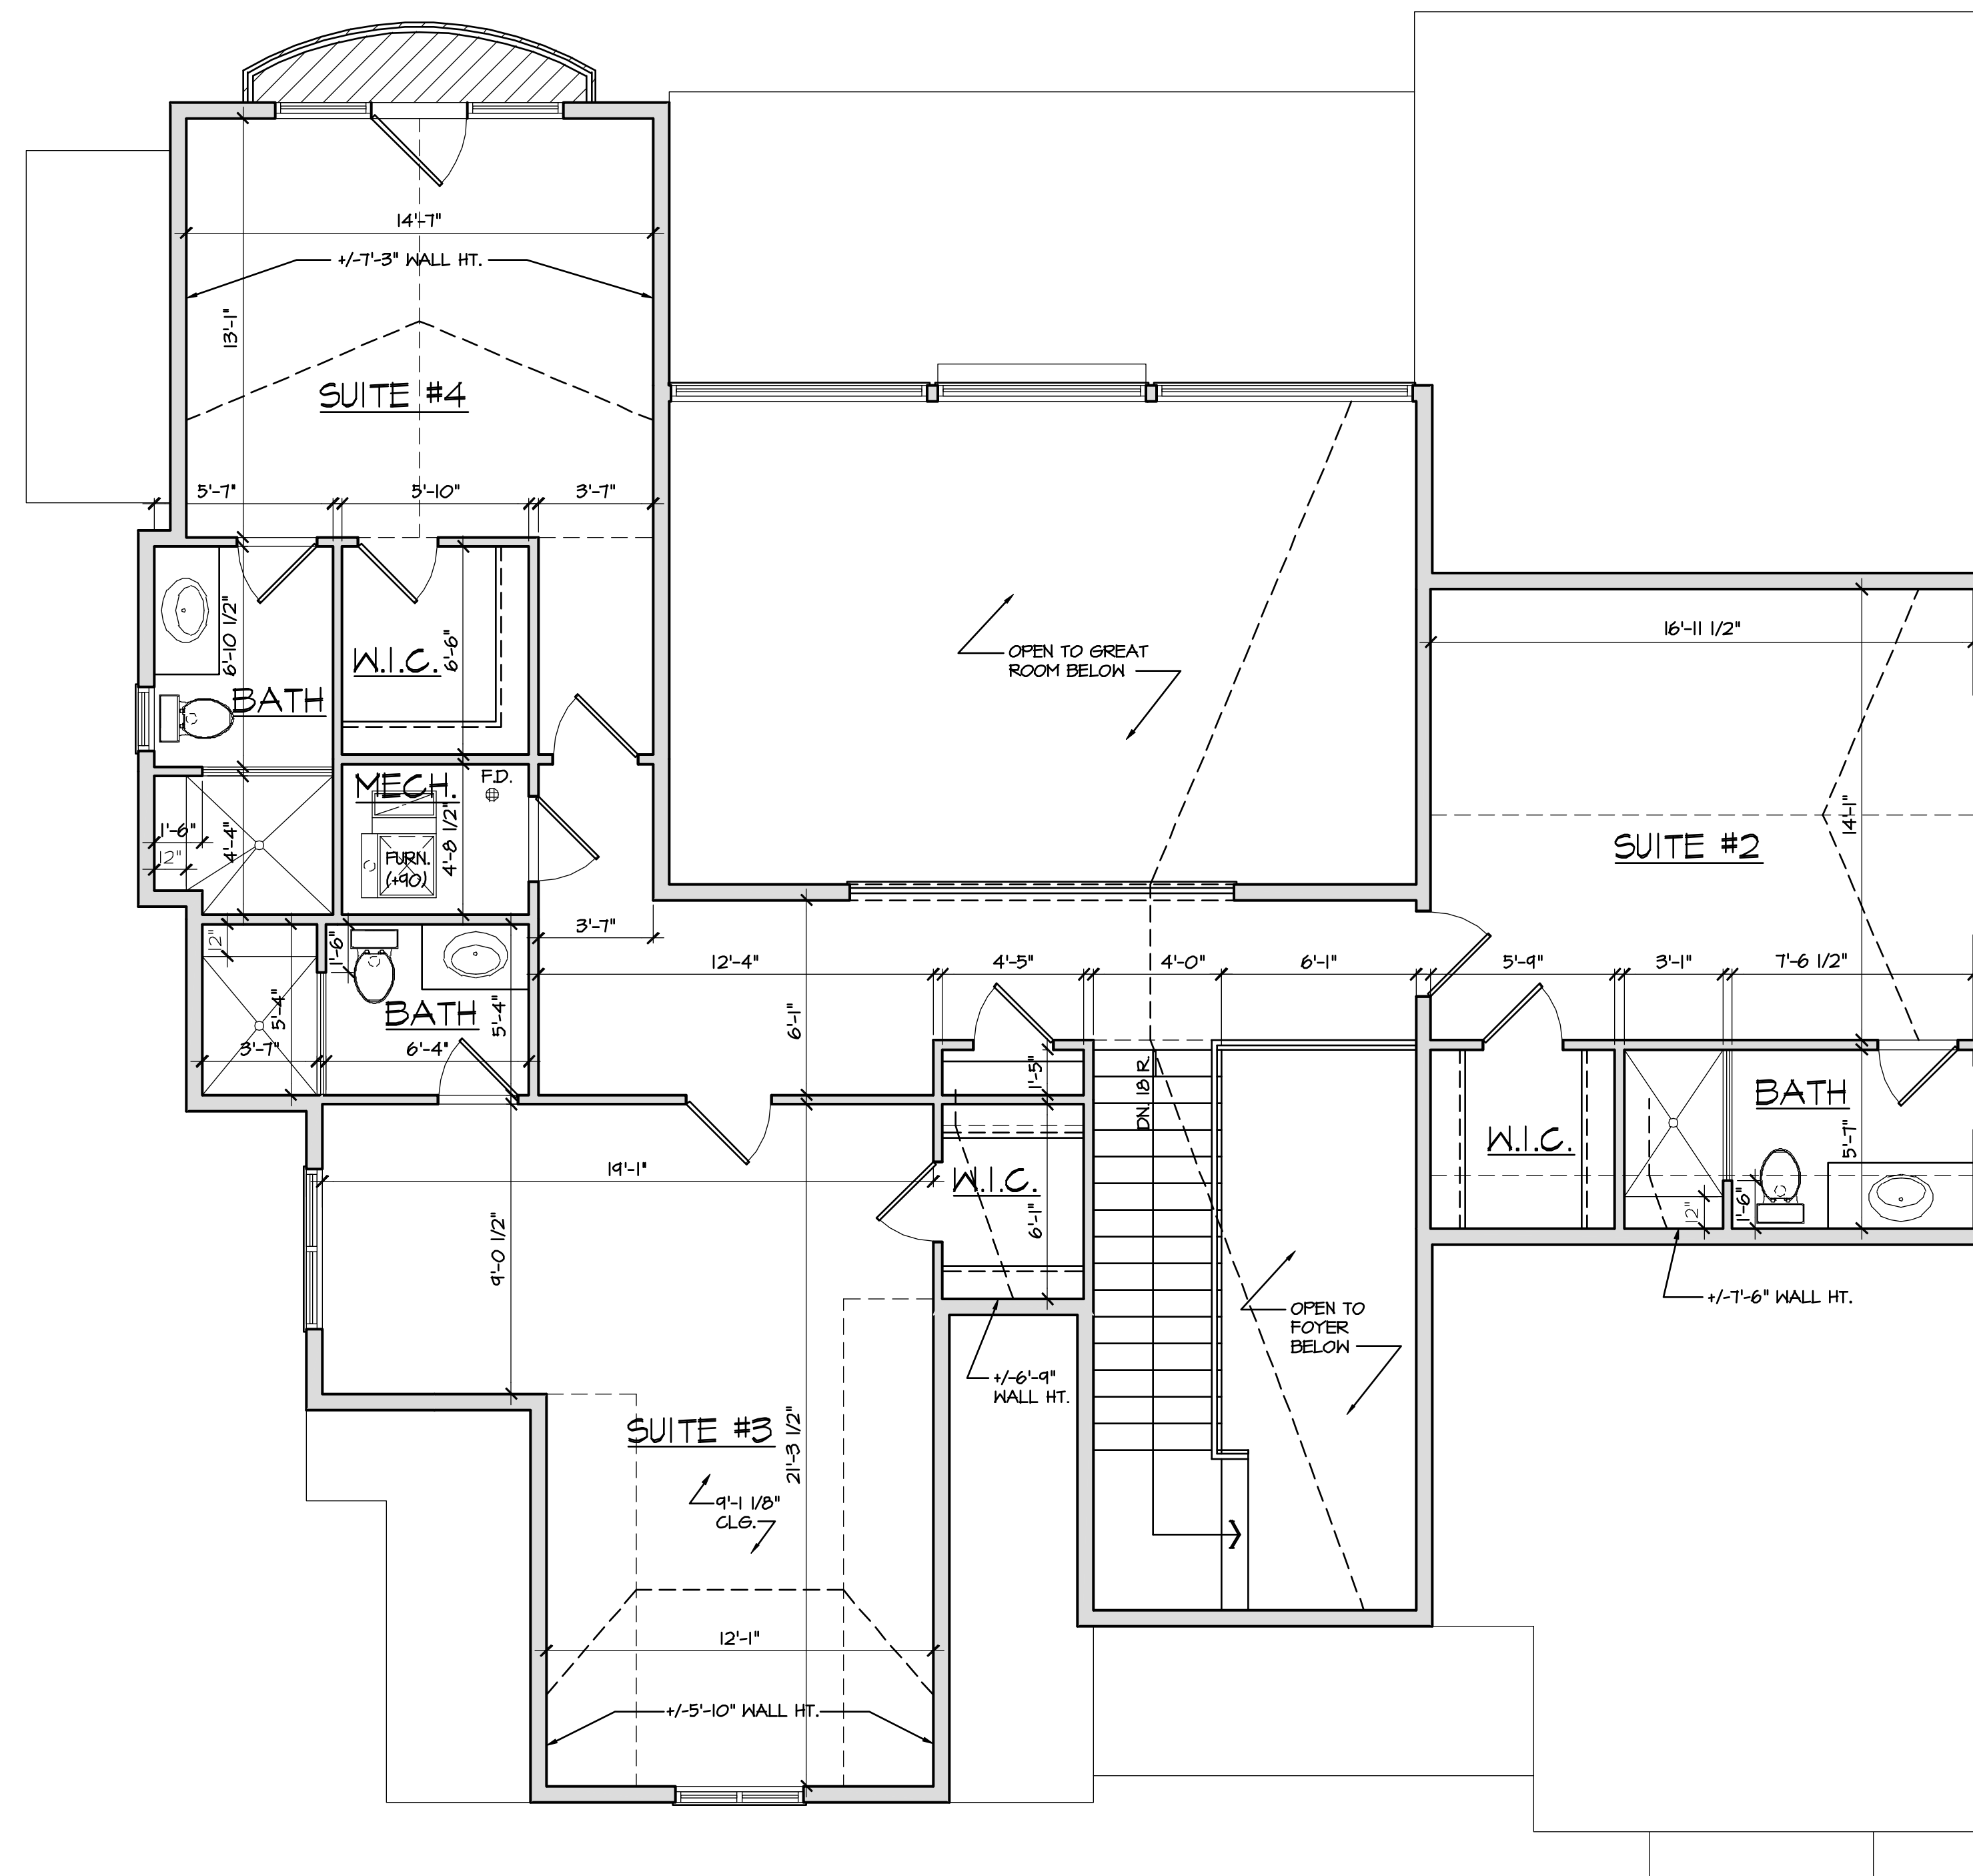 14'-7"
+/-7'-3" WALL HT.
13'-1"
SUITE #4
5'-7"
5'-10"
3'-7"
6'-10 1/2"
W.I.C.
6'-6"
BATH
OPEN TO GREAT
ROOM BELOW
16'-11 1/2"
MECH.
F.D.
1'-6"
12"
4'-4"
FURN.
(+90)
4'-8 1/2"
14'-1"
SUITE #2
3'-7"
12"
1'-6"
5'-4"
BATH
5'-4"
3'-7"
6'-4"
12'-4"
4'-5"
4'-0"
6'-1"
5'-9"
3'-1"
7'-6 1/2"
6'-1"
1'-5"
DN. 18 R.
BATH
W.I.C.
5'-7"
12"
1'-6"
19'-1"
W.I.C.
6'-1"
9'-0 1/2"
+/-7'-6" WALL HT.
OPEN TO
FOYER
BELOW
+/-6'-9"
WALL HT.
SUITE #3
21'-3 1/2"
9'-1 1/8"
CLG.
12'-1"
+/-5'-10" WALL HT.